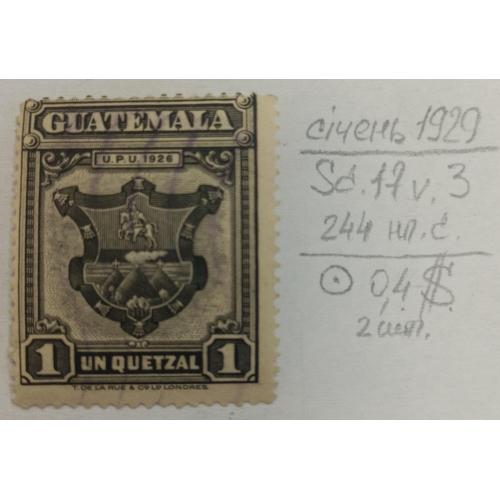 GUATEMALA
U.P.U. 1926
1 UN QUETZAL 1
T. DE LA RUE & CO. LD. LONDRES.
січень 1929
Sc. 17 v. 3
244 нп. с.
0,4 $
2 шт.